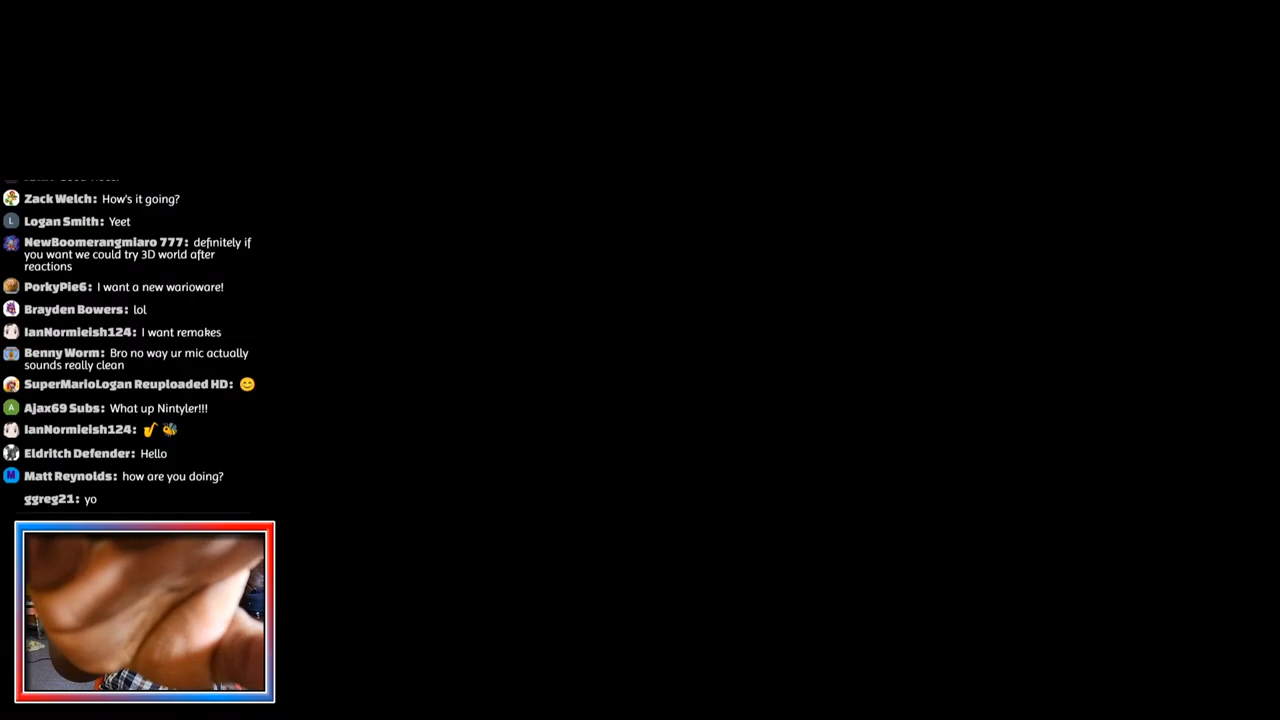 Zack Welch: How's it going?
L Logan Smith: Yeet
NewBoomerangmiaro 777: definitely if
you want we could try 3D world after
reactions
PorkyPie6: I want a new warioware!
Brayden Bowers: lol
IanNormieish124: I want remakes
Benny Worm: Bro no way ur mic actually
sounds really clean
SuperMarioLogan Reuploaded HD: 😊
A Ajax69 Subs: What up Nintyler!!!
IanNormieish124: 🎷 🐝
Eldritch Defender: Hello
M Matt Reynolds: how are you doing?
ggreg21: yo